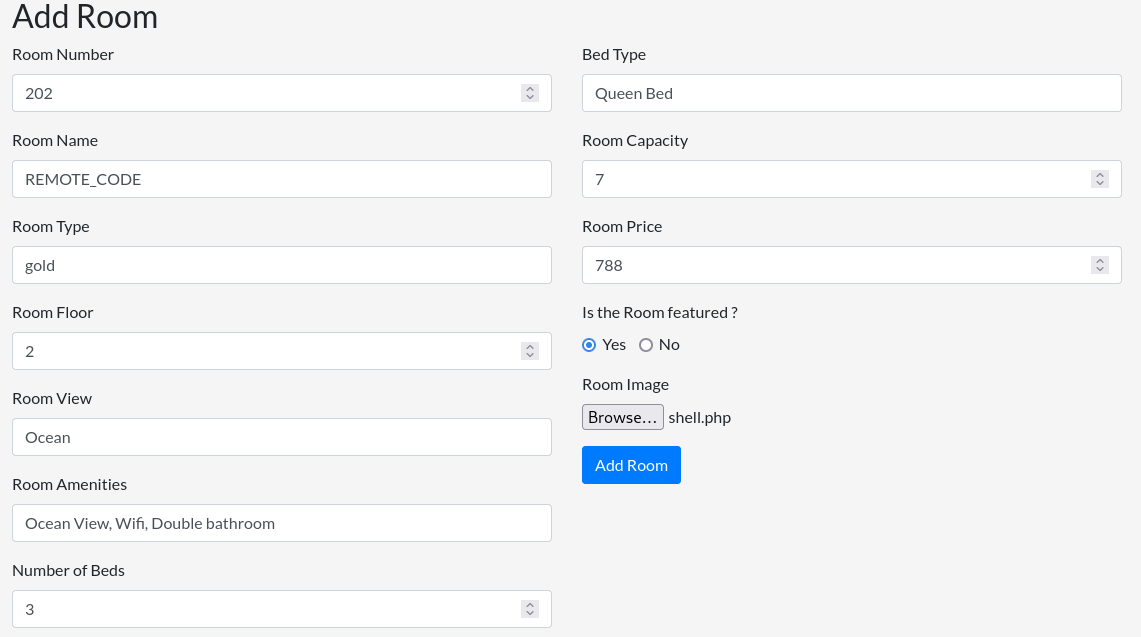 Add Room
Room Number
202
Room Name
REMOTE_CODE
Room Type
gold
Room Floor
2
Room View
Ocean
Room Amenities
Ocean View, Wifi, Double bathroom
Number of Beds
3
Bed Type
Queen Bed
Room Capacity
7
Room Price
788
Is the Room featured ?
Yes No
Room Image
Browse... shell.php
Add Room